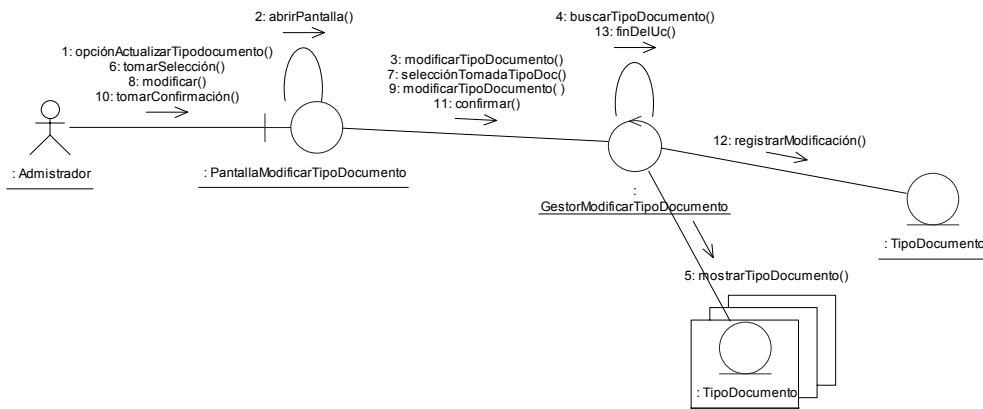 2: abrirPantalla()
4: buscarTipoDocumento()
13: finDelUc()
1: opciónActualizarTipodocumento()
6: tomarSelección()
8: modificar()
10: tomarConfirmación()
3: modificarTipoDocumento()
7: selecciónTomadaTipoDoc()
9: modificarTipoDocumento( )
11: confirmar()
12: registrarModificación()
: Admistrador
: PantallaModificarTipoDocumento
:
GestorModificarTipoDocumento
: TipoDocumento
5: mostrarTipoDocumento()
: TipoDocumento